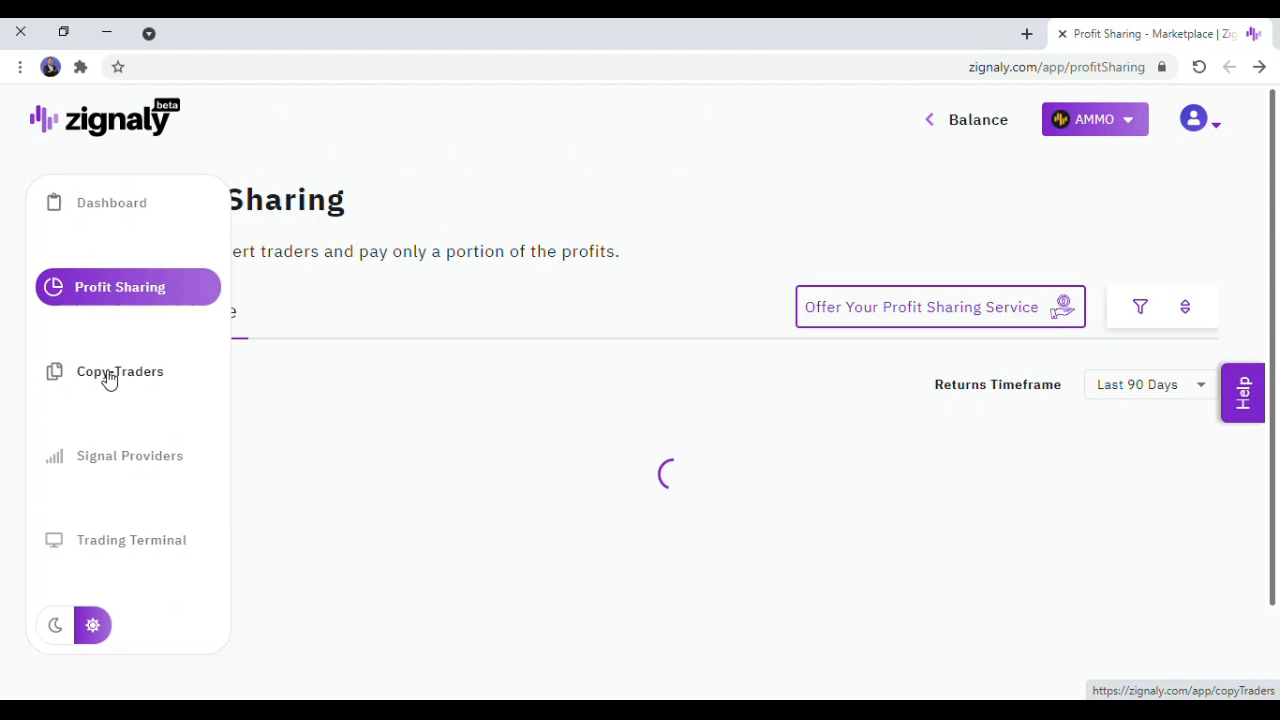 Profit Sharing - Marketplace | Zig
zignaly.com/app/profitSharing
zignaly beta
Balance
AMMO
Dashboard
Sharing
ert traders and pay only a portion of the profits.
Profit Sharing
e
Offer Your Profit Sharing Service
Copy-Traders
Returns Timeframe
Last 90 Days
Help
Signal Providers
Trading Terminal
https://zignaly.com/app/copyTraders